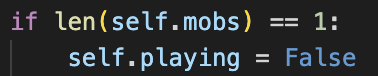 if len(self.mobs) == 1:
    self.playing = False